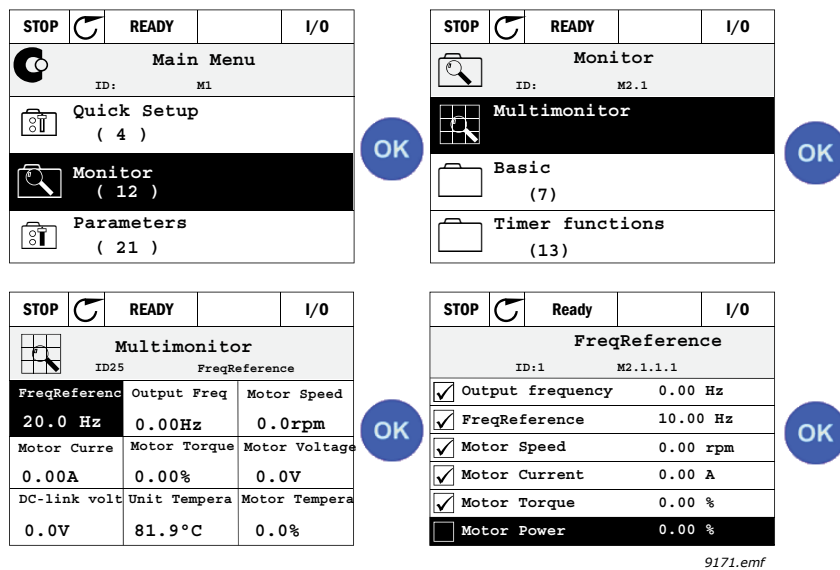 STOP READY I/O
Main Menu
ID: M1
Quick Setup
( 4 )
Monitor
( 12 )
Parameters
( 21 )
OK
STOP READY I/O
Monitor
ID: M2.1
Multimonitor
Basic
(7)
Timer functions
(13)
OK
STOP READY I/O
Multimonitor
ID25 FreqReference
FreqReferenc Output Freq Motor Speed
20.0 Hz 0.00Hz 0.0rpm
Motor Curre Motor Torque Motor Voltage
0.00A 0.00% 0.0V
DC-link volt Unit Tempera Motor Tempera
0.0V 81.9°C 0.0%
OK
STOP Ready I/O
FreqReference
ID:1 M2.1.1.1
Output frequency 0.00 Hz
FreqReference 10.00 Hz
Motor Speed 0.00 rpm
Motor Current 0.00 A
Motor Torque 0.00 %
Motor Power 0.00 %
OK
9171.emf